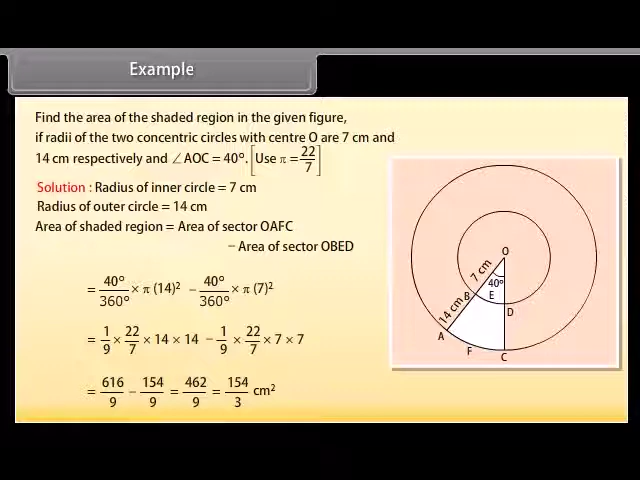 Example
Find the area of the shaded region in the given figure,
if radii of the two concentric circles with centre O are 7 cm and
14 cm respectively and ∠AOC = 40°. [Use π = 22/7]
Solution : Radius of inner circle = 7 cm
Radius of outer circle = 14 cm
Area of shaded region = Area of sector OAFC
− Area of sector OBED
= 40°/360° × π (14)² − 40°/360° × π (7)²
= 1/9 × 22/7 × 14 × 14 − 1/9 × 22/7 × 7 × 7
= 616/9 − 154/9 = 462/9 = 154/3 cm²
O
7 cm
40°
B
E
14 cm
D
A
F
C